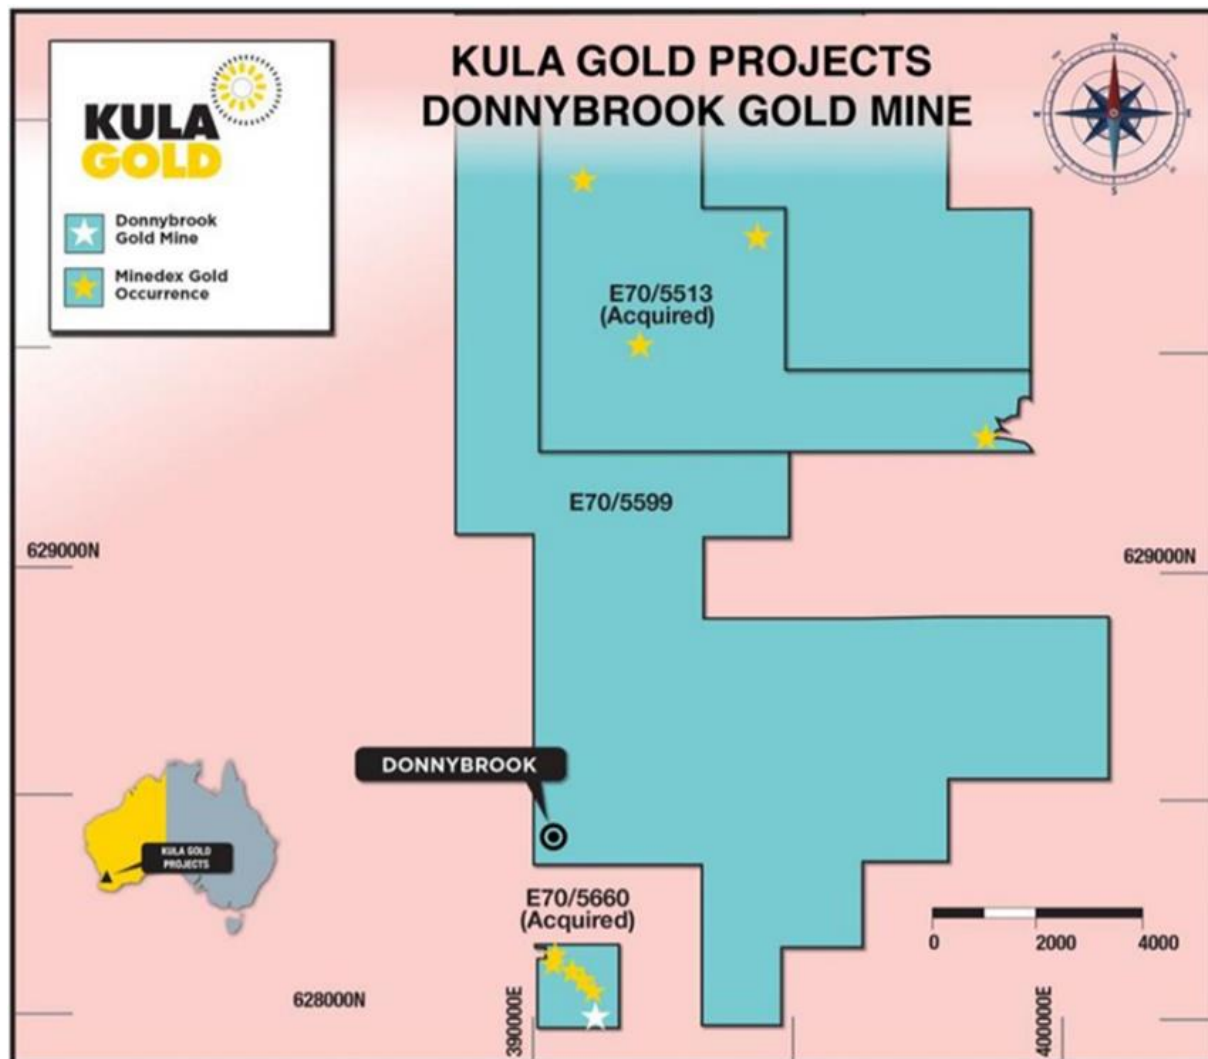 KULA GOLD PROJECTS
DONNYBROOK GOLD MINE
KULA
GOLD
Donnybrook
Gold Mine
Minedex Gold
Occurrence
N
S
E70/5513
(Acquired)
E70/5599
629000N
629000N
DONNYBROOK
KULA GOLD
PROJECTS
E70/5660
(Acquired)
0
2000
4000
628000N
390000E
400000E